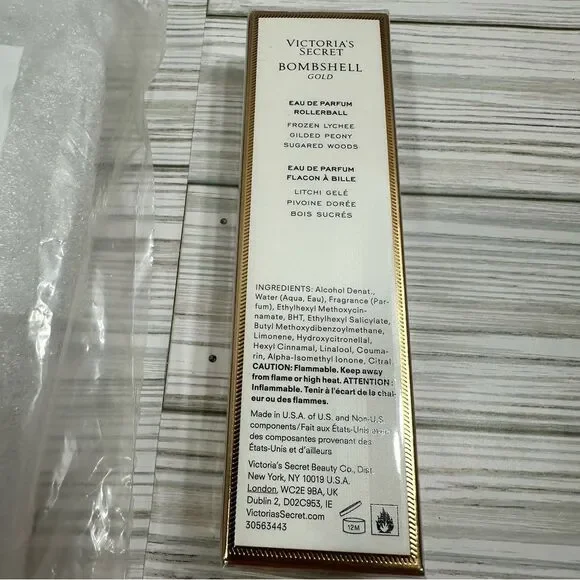 VICTORIA'S
SECRET
BOMBSHELL
GOLD
EAU DE PARFUM
ROLLERBALL
FROZEN LYCHEE
GILDED PEONY
SUGARED WOODS
EAU DE PARFUM
FLACON À BILLE
LITCHI GELÉ
PIVOINE DORÉE
BOIS SUCRÉS
INGREDIENTS: Alcohol Denat.,
Water (Aqua, Eau), Fragrance (Par-
fum), Ethylhexyl Methoxycin-
namate, BHT, Ethylhexyl Salicylate,
Butyl Methoxydibenzoylmethane,
Limonene, Hydroxycitronellal,
Hexyl Cinnamal, Linalool, Couma-
rin, Alpha-Isomethyl Ionone, Citral
CAUTION: Flammable. Keep away
from flame or high heat. ATTENTION :
Inflammable. Tenir à l'écart de la chal-
eur ou des flammes.
Made in U.S.A. of U.S. and Non-U.S.
components/Fait aux États-Unis avec
des composantes provenant des
États-Unis et d'ailleurs
Victoria's Secret Beauty Co., Dist.
New York, NY 10019 U.S.A.
London, WC2E 9BA, UK
Dublin 2, D02C953, IE
VictoriasSecret.com
30563443
12M